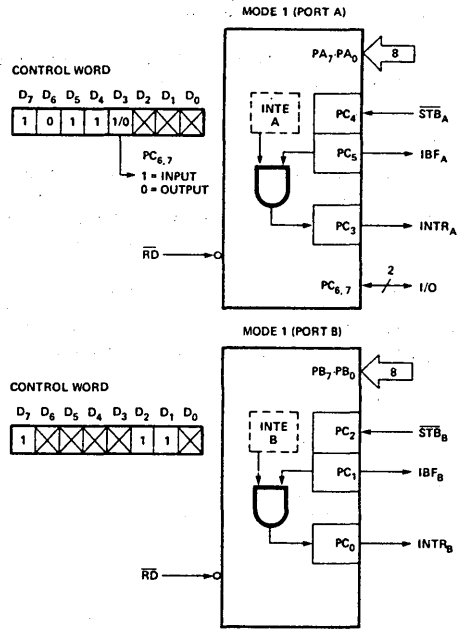 MODE 1 (PORT A)
PA7-PA0
8
CONTROL WORD
D7 D6 D5 D4 D3 D2 D1 D0
1 0 1 1 1/0
PC6,7
1 = INPUT
0 = OUTPUT
INTE
A
PC4
STBA
PC5
IBFA
PC3
INTRA
RD
PC6,7
2
I/O
MODE 1 (PORT B)
PB7-PB0
8
CONTROL WORD
D7 D6 D5 D4 D3 D2 D1 D0
1 1 1
INTE
B
PC2
STBB
PC1
IBFB
PC0
INTRB
RD